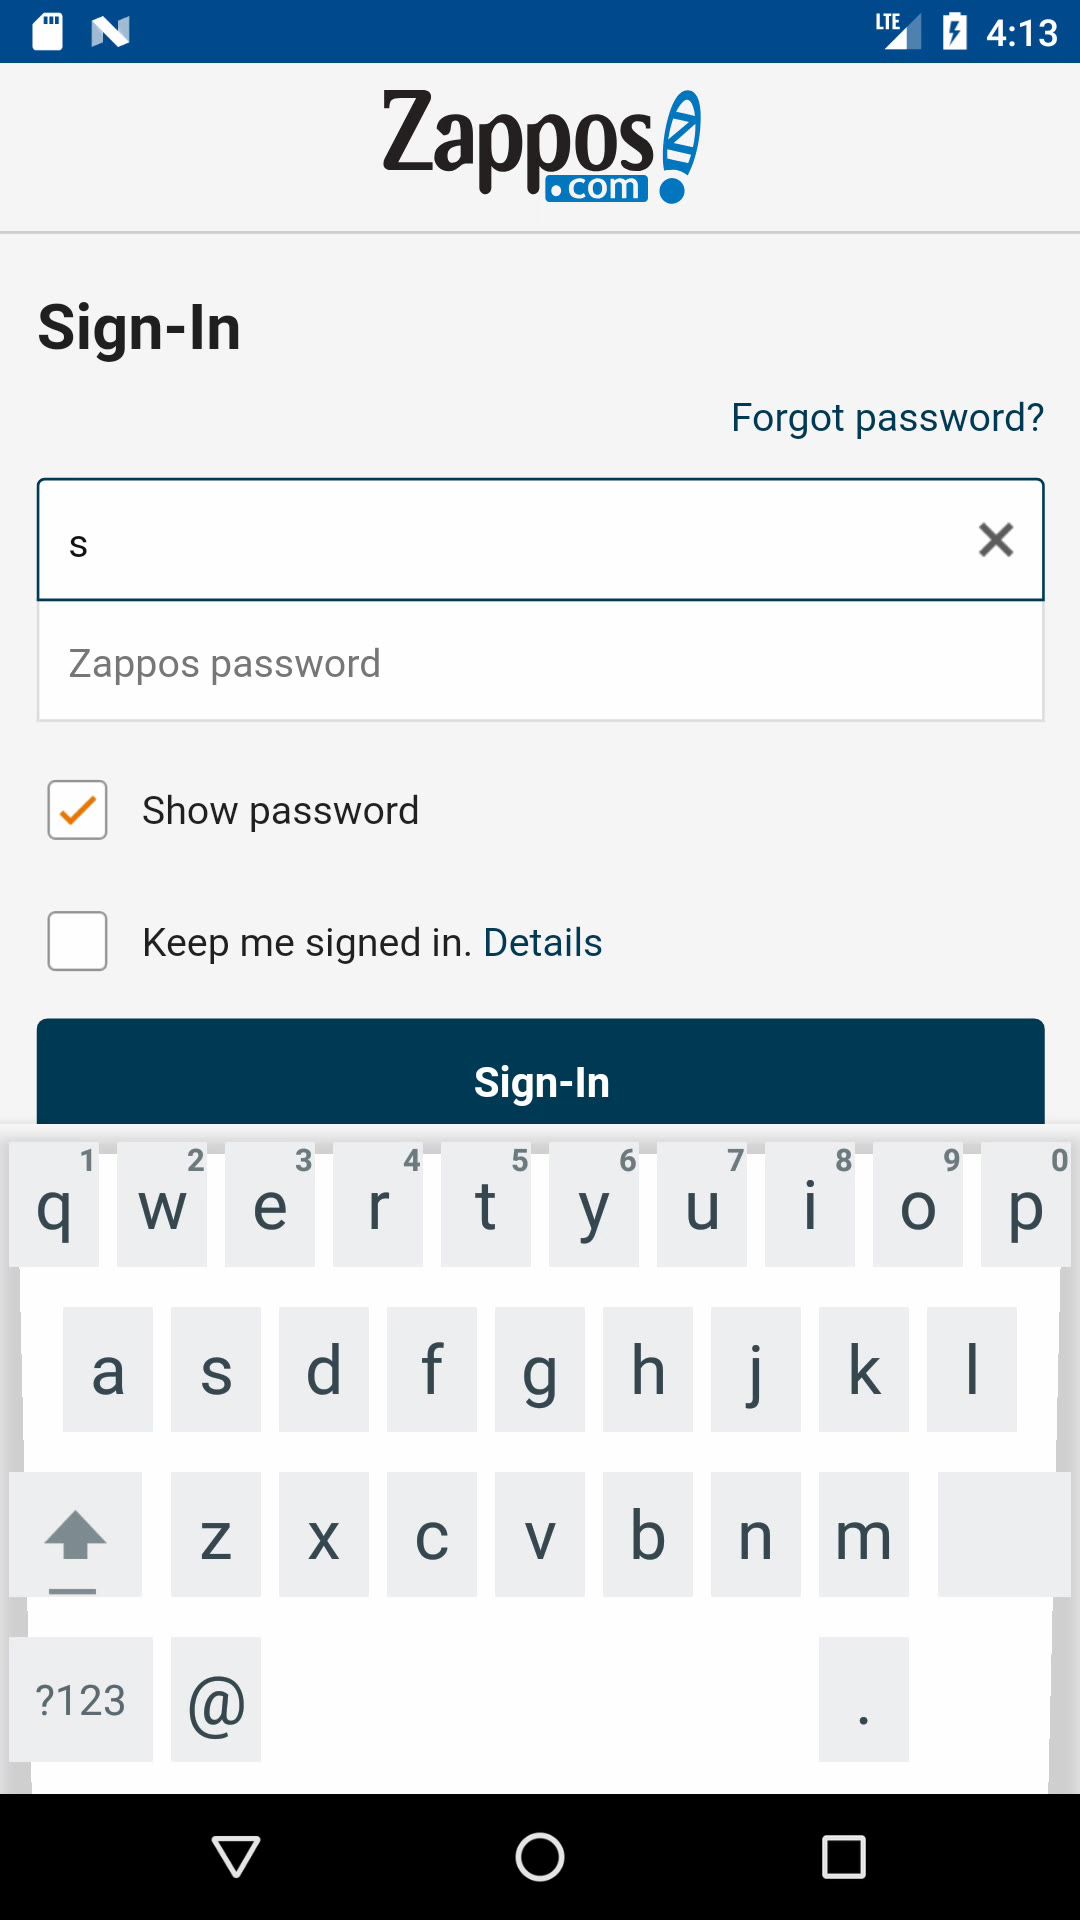 LTE 4:13
Zappos
.com
Sign-In
Forgot password?
s
Zappos password
Show password
Keep me signed in. Details
Sign-In
1 2 3 4 5 6 7 8 9 0
q w e r t y u i o p
a s d f g h j k l
z x c v b n m
?123 @ .